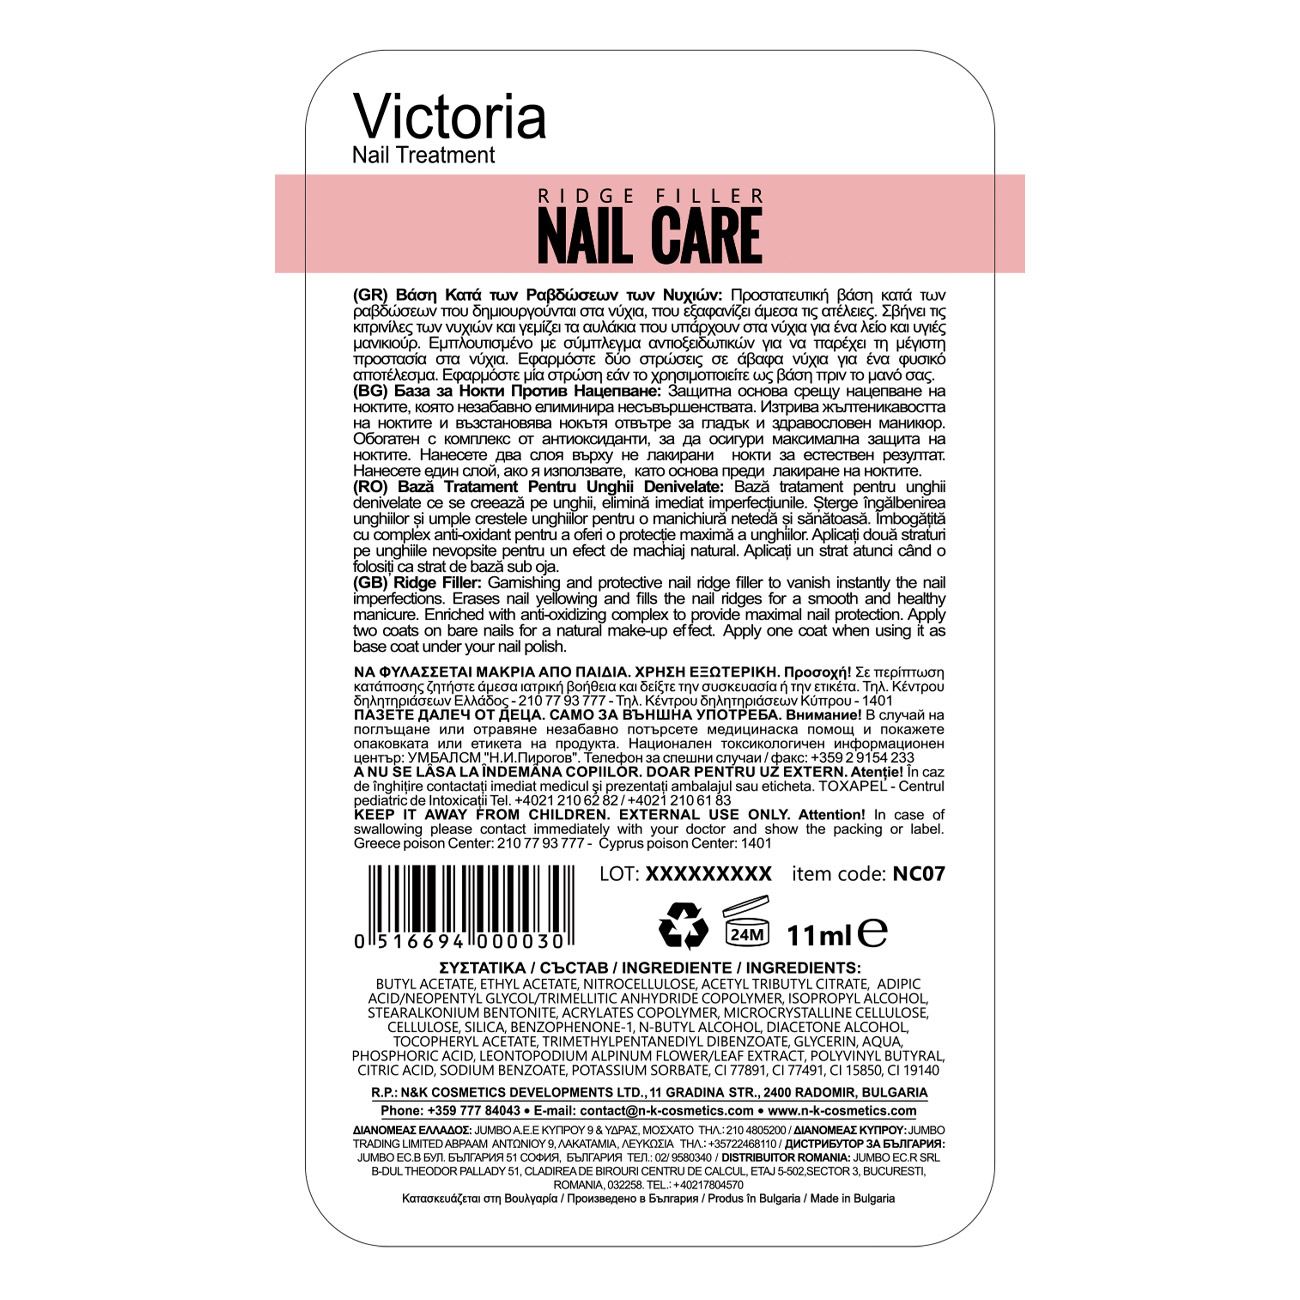 Victoria
Nail Treatment
RIDGE FILLER
NAIL CARE
(GR) Βάση Κατά των Ραβδώσεων των Νυχιών: Προστατευτική βάση κατά των
ραβδώσεων που δημιουργούνται στα νύχια, που εξαφανίζει άμεσα τις ατέλειες. Σβήνει τις
κιτρινίλες των νυχιών και γεμίζει τα αυλάκια που υπάρχουν στα νύχια για ένα λείο και υγιές
μανικιούρ. Εμπλουτισμένο με σύμπλεγμα αντιοξειδωτικών για να παρέχει τη μέγιστη
προστασία στα νύχια. Εφαρμόστε δύο στρώσεις σε άβαφα νύχια για ένα φυσικό
αποτέλεσμα. Εφαρμόστε μία στρώση εάν το χρησιμοποιείτε ως βάση πριν το μανό σας.
(BG) База за Нокти Против Нацепване: Защитна основа срещу нацепване на
ноктите, която незабавно елиминира несъвършенствата. Изтрива жълтеникавостта
на ноктите и възстановява нокътя отвътре за гладък и здравословен маникюр.
Обогатен с комплекс от антиоксиданти, за да осигури максимална защита на
ноктите. Нанесете два слоя върху не лакирани нокти за естествен резултат.
Нанесете един слой, ако я използвате, като основа преди лакиране на ноктите.
(RO) Bază Tratament Pentru Unghii Denivelate: Bază tratament pentru unghii
denivelate ce se creează pe unghii, elimină imediat imperfecțiunile. Șterge îngălbenirea
unghiilor și umple crestele unghiilor pentru o manichiură netedă și sănătoasă. Îmbogățită
cu complex anti-oxidant pentru a oferi o protecție maximă a unghiilor. Aplicați două straturi
pe unghiile nevopsite pentru un efect de machiaj natural. Aplicați un strat atunci când o
folosiți ca strat de bază sub oja.
(GB) Ridge Filler: Garnishing and protective nail ridge filler to vanish instantly the nail
imperfections. Erases nail yellowing and fills the nail ridges for a smooth and healthy
manicure. Enriched with anti-oxidizing complex to provide maximal nail protection. Apply
two coats on bare nails for a natural make-up effect. Apply one coat when using it as
base coat under your nail polish.
ΝΑ ΦΥΛΑΣΣΕΤΑΙ ΜΑΚΡΙΑ ΑΠΟ ΠΑΙΔΙΑ. ΧΡΗΣΗ ΕΞΩΤΕΡΙΚΗ. Προσοχή! Σε περίπτωση
κατάποσης ζητήστε άμεσα ιατρική βοήθεια και δείξτε την συσκευασία ή την ετικέτα. Τηλ. Κέντρου
δηλητηριάσεων Ελλάδος - 210 77 93 777 - Τηλ. Κέντρου δηλητηριάσεων Κύπρου - 1401
ПАЗЕТЕ ДАЛЕЧ ОТ ДЕЦА. САМО ЗА ВЪНШНА УПОТРЕБА. Внимание! В случай на
поглъщане или отравяне незабавно потърсете медицинаска помощ и покажете
опаковката или етикета на продукта. Национален токсикологичен информационен
център: УМБАЛСМ "Н.И.Пирогов". Телефон за спешни случаи / факс: +359 2 9154 233
A NU SE LĂSA LA ÎNDEMÂNA COPIILOR. DOAR PENTRU UZ EXTERN. Atenție! În caz
de înghițire contactați imediat medicul și prezentați ambalajul sau eticheta. TOXAPEL - Centrul
pediatric de Intoxicații Tel. +4021 210 62 82 / +4021 210 61 83
KEEP IT AWAY FROM CHILDREN. EXTERNAL USE ONLY. Attention! In case of
swallowing please contact immediately with your doctor and show the packing or label.
Greece poison Center: 210 77 93 777 - Cyprus poison Center: 1401
LOT: XXXXXXXXX item code: NC07
0 516694 000030
24M
11ml e
ΣΥΣΤΑΤΙΚΑ / СЪСТАВ / INGREDIENTE / INGREDIENTS:
BUTYL ACETATE, ETHYL ACETATE, NITROCELLULOSE, ACETYL TRIBUTYL CITRATE, ADIPIC
ACID/NEOPENTYL GLYCOL/TRIMELLITIC ANHYDRIDE COPOLYMER, ISOPROPYL ALCOHOL,
STEARALKONIUM BENTONITE, ACRYLATES COPOLYMER, MICROCRYSTALLINE CELLULOSE,
CELLULOSE, SILICA, BENZOPHENONE-1, N-BUTYL ALCOHOL, DIACETONE ALCOHOL,
TOCOPHERYL ACETATE, TRIMETHYLPENTANEDIYL DIBENZOATE, GLYCERIN, AQUA,
PHOSPHORIC ACID, LEONTOPODIUM ALPINUM FLOWER/LEAF EXTRACT, POLYVINYL BUTYRAL,
CITRIC ACID, SODIUM BENZOATE, POTASSIUM SORBATE, CI 77891, CI 77491, CI 15850, CI 19140
R.P.: N&K COSMETICS DEVELOPMENTS LTD., 11 GRADINA STR., 2400 RADOMIR, BULGARIA
Phone: +359 777 84043 • E-mail: contact@n-k-cosmetics.com • www.n-k-cosmetics.com
ΔΙΑΝΟΜΕΑΣ ΕΛΛΑΔΟΣ: JUMBO Α.Ε.Ε ΚΥΠΡΟΥ 9 & ΥΔΡΑΣ, ΜΟΣΧΑΤΟ ΤΗΛ.: 210 4805200 / ΔΙΑΝΟΜΕΑΣ ΚΥΠΡΟΥ: JUMBO
TRADING LIMITED ΑΒΡΑΑΜ ΑΝΤΩΝΙΟΥ 9, ΛΑΚΑΤΑΜΙΑ, ΛΕΥΚΩΣΙΑ ΤΗΛ.: +35722468110 / ДИСТРИБУТОР ЗА БЪЛГАРИЯ:
JUMBO EC.B БУЛ. БЪЛГАРИЯ 51 СОФИЯ, БЪЛГАРИЯ ТЕЛ.: 02/ 9580340 / DISTRIBUITOR ROMANIA: JUMBO EC.R SRL
B-DUL THEODOR PALLADY 51, CLADIREA DE BIROURI CENTRU DE CALCUL, ETAJ 5-502,SECTOR 3, BUCURESTI,
ROMANIA, 032258. TEL.: +40217804570
Κατασκευάζεται στη Βουλγαρία / Произведено в България / Produs în Bulgaria / Made in Bulgaria